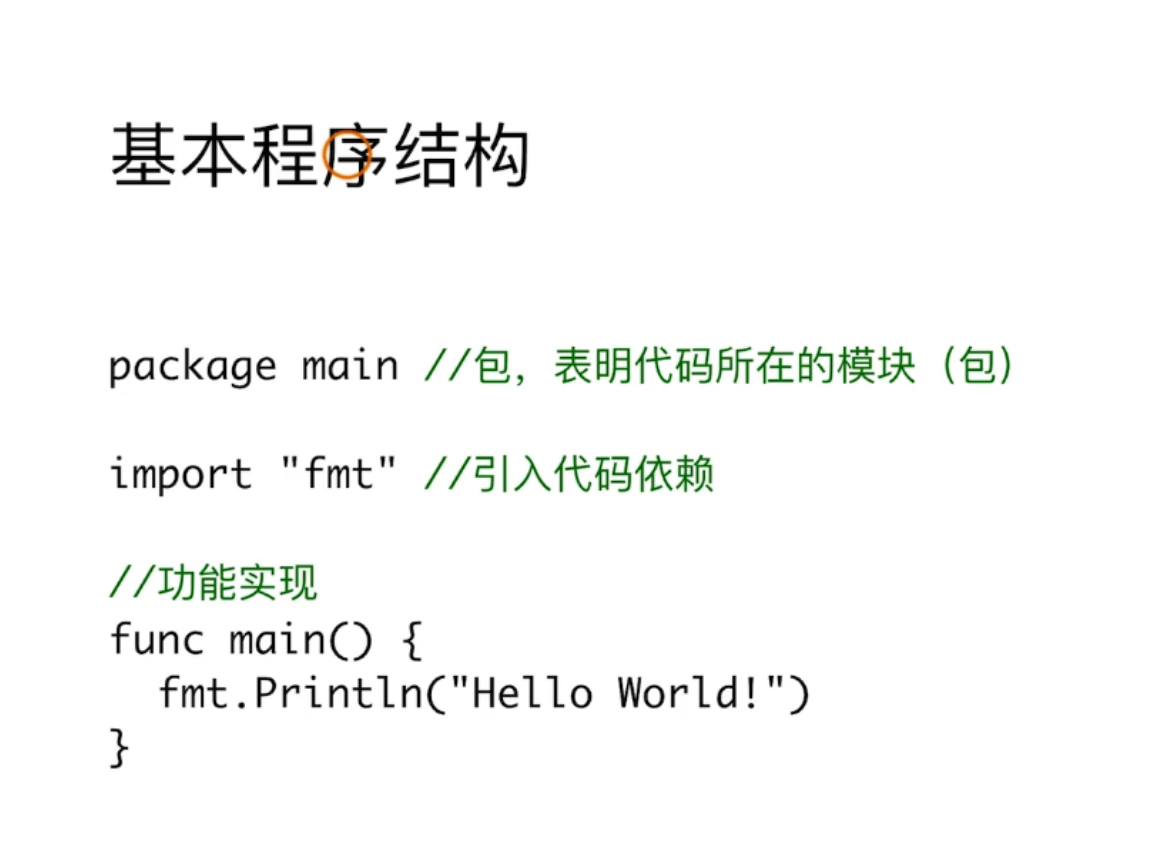 基本程序结构
package main //包，表明代码所在的模块（包）
import "fmt" //引入代码依赖
//功能实现
func main() {
  fmt.Println("Hello World!")
}